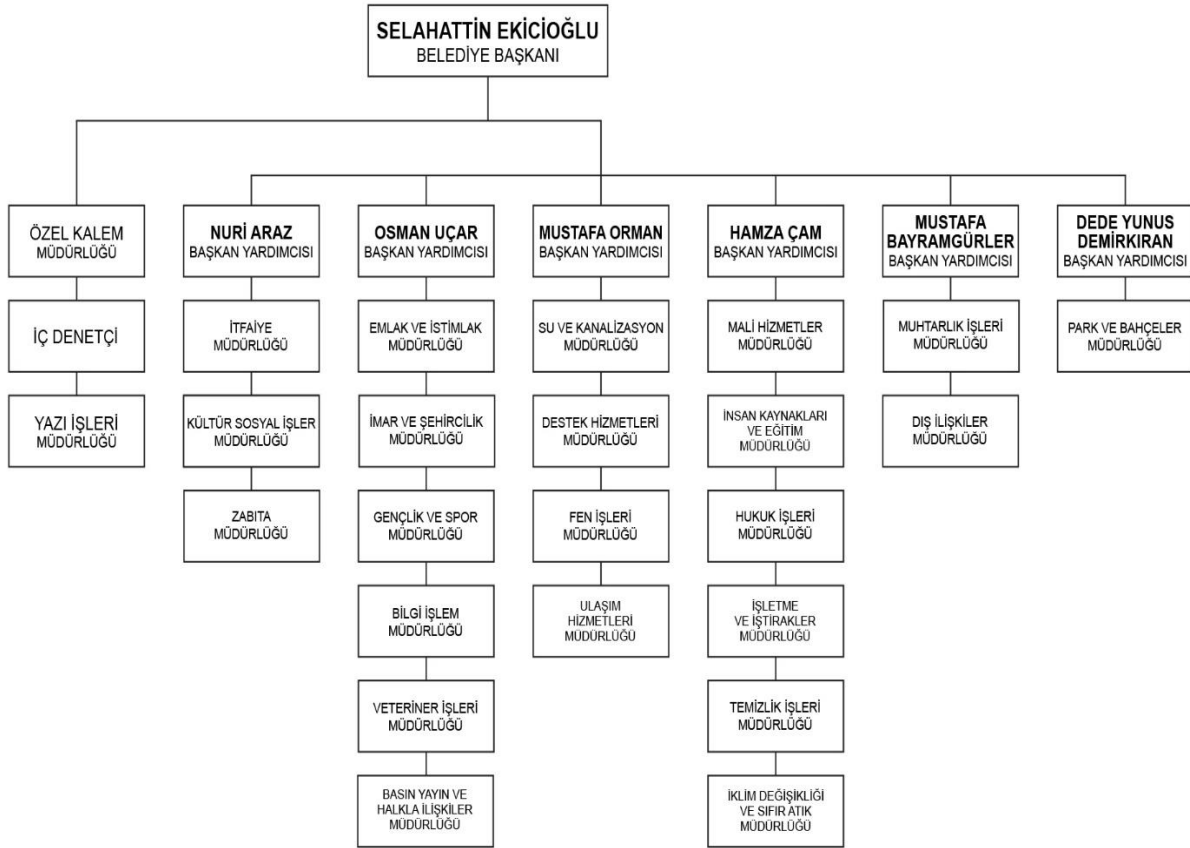 SELAHATTİN EKİCİOĞLU
BELEDİYE BAŞKANI
ÖZEL KALEM
MÜDÜRLÜĞÜ
İÇ DENETÇİ
YAZI İŞLERİ
MÜDÜRLÜĞÜ
NURİ ARAZ
BAŞKAN YARDIMCISI
İTFAİYE
MÜDÜRLÜĞÜ
KÜLTÜR SOSYAL İŞLER
MÜDÜRLÜĞÜ
ZABITA
MÜDÜRLÜĞÜ
OSMAN UÇAR
BAŞKAN YARDIMCISI
EMLAK VE İSTİMLAK
MÜDÜRLÜĞÜ
İMAR VE ŞEHİRCİLİK
MÜDÜRLÜĞÜ
GENÇLİK VE SPOR
MÜDÜRLÜĞÜ
BİLGİ İŞLEM
MÜDÜRLÜĞÜ
VETERİNER İŞLERİ
MÜDÜRLÜĞÜ
BASIN YAYIN VE
HALKLA İLİŞKİLER
MÜDÜRLÜĞÜ
MUSTAFA ORMAN
BAŞKAN YARDIMCISI
SU VE KANALİZASYON
MÜDÜRLÜĞÜ
DESTEK HİZMETLERİ
MÜDÜRLÜĞÜ
FEN İŞLERİ
MÜDÜRLÜĞÜ
ULAŞIM
HİZMETLERİ
MÜDÜRLÜĞÜ
HAMZA ÇAM
BAŞKAN YARDIMCISI
MALİ HİZMETLER
MÜDÜRLÜĞÜ
İNSAN KAYNAKLARI
VE EĞİTİM
MÜDÜRLÜĞÜ
HUKUK İŞLERİ
MÜDÜRLÜĞÜ
İŞLETME
VE İŞTİRAKLER
MÜDÜRLÜĞÜ
TEMİZLİK İŞLERİ
MÜDÜRLÜĞÜ
İKLİM DEĞİŞİKLİĞİ
VE SIFIR ATIK
MÜDÜRLÜĞÜ
MUSTAFA
BAYRAMGÜRLER
BAŞKAN YARDIMCISI
MUHTARLIK İŞLERİ
MÜDÜRLÜĞÜ
DIŞ İLİŞKİLER
MÜDÜRLÜĞÜ
DEDE YUNUS
DEMİRKIRAN
BAŞKAN YARDIMCISI
PARK VE BAHÇELER
MÜDÜRLÜĞÜ